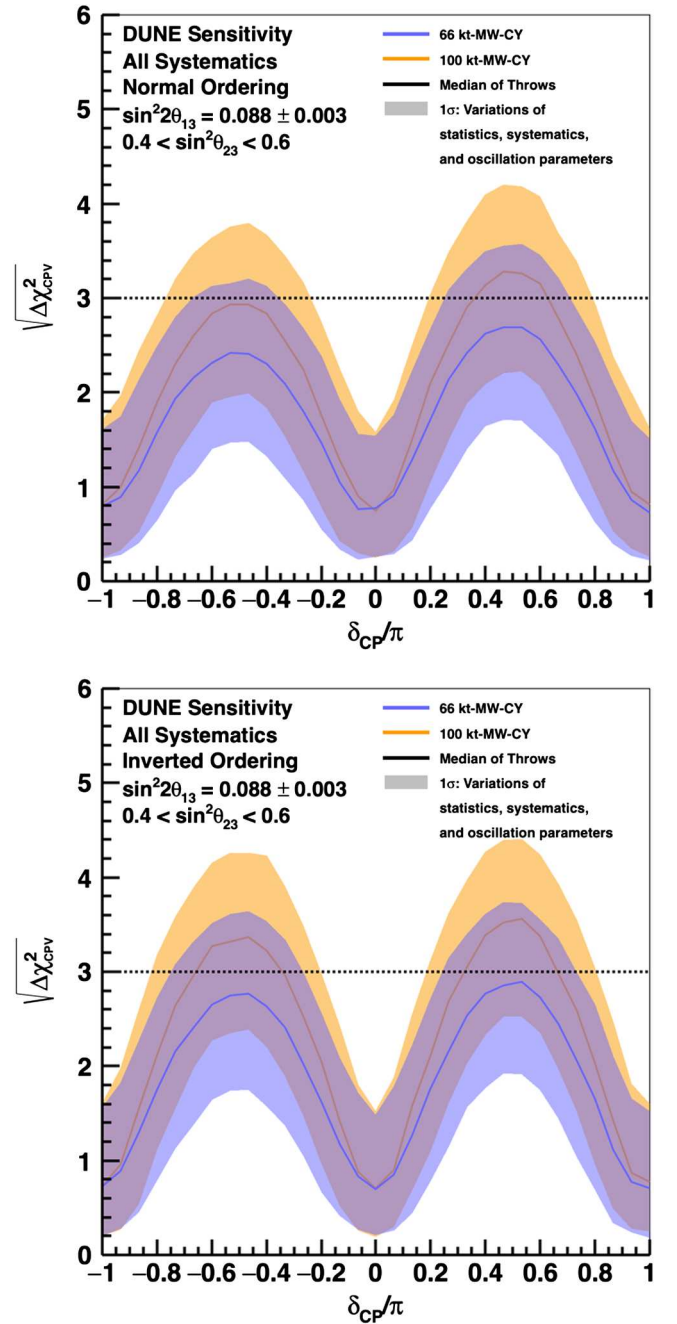 DUNE Sensitivity
All Systematics
Normal Ordering
sin²2θ₁₃ = 0.088 ± 0.003
0.4 < sin²θ₂₃ < 0.6
66 kt-MW-CY
100 kt-MW-CY
Median of Throws
1σ: Variations of
statistics, systematics,
and oscillation parameters
6
5
4
3
2
1
0
√Δχ²CPV
−1 −0.8 −0.6 −0.4 −0.2 0 0.2 0.4 0.6 0.8 1
δCP/π
DUNE Sensitivity
All Systematics
Inverted Ordering
sin²2θ₁₃ = 0.088 ± 0.003
0.4 < sin²θ₂₃ < 0.6
66 kt-MW-CY
100 kt-MW-CY
Median of Throws
1σ: Variations of
statistics, systematics,
and oscillation parameters
6
5
4
3
2
1
0
√Δχ²CPV
−1 −0.8 −0.6 −0.4 −0.2 0 0.2 0.4 0.6 0.8 1
δCP/π